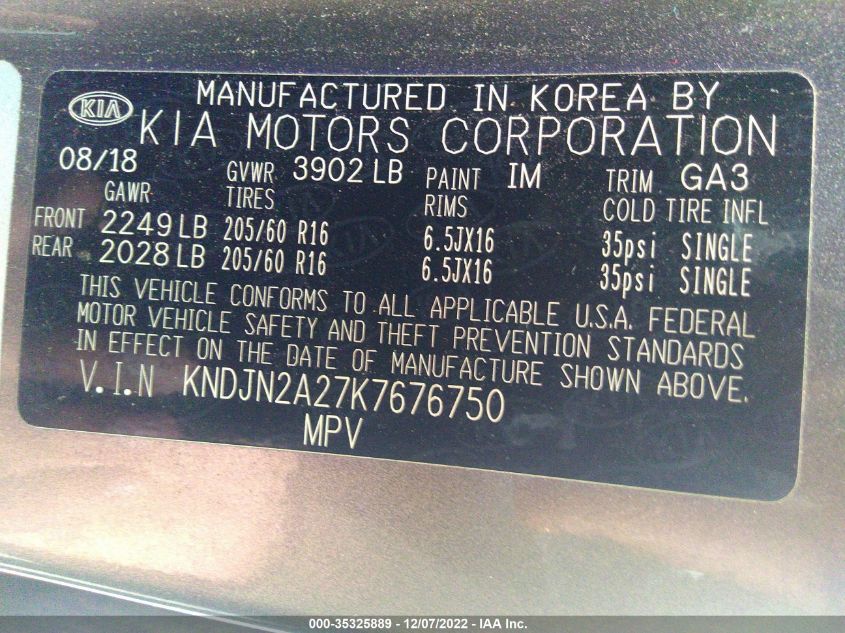 KIA MANUFACTURED IN KOREA BY
KIA MOTORS CORPORATION
08/18 GVWR 3902 LB PAINT IM TRIM GA3
GAWR TIRES RIMS COLD TIRE INFL
FRONT 2249 LB 205/60 R16 6.5JX16 35psi SINGLE
REAR 2028 LB 205/60 R16 6.5JX16 35psi SINGLE
THIS VEHICLE CONFORMS TO ALL APPLICABLE U.S.A. FEDERAL
MOTOR VEHICLE SAFETY AND THEFT PREVENTION STANDARDS
IN EFFECT ON THE DATE OF MANUFACTURE SHOWN ABOVE.
V.I.N KNDJN2A27K7676750
MPV
000-35325889 - 12/07/2022 - IAA Inc.